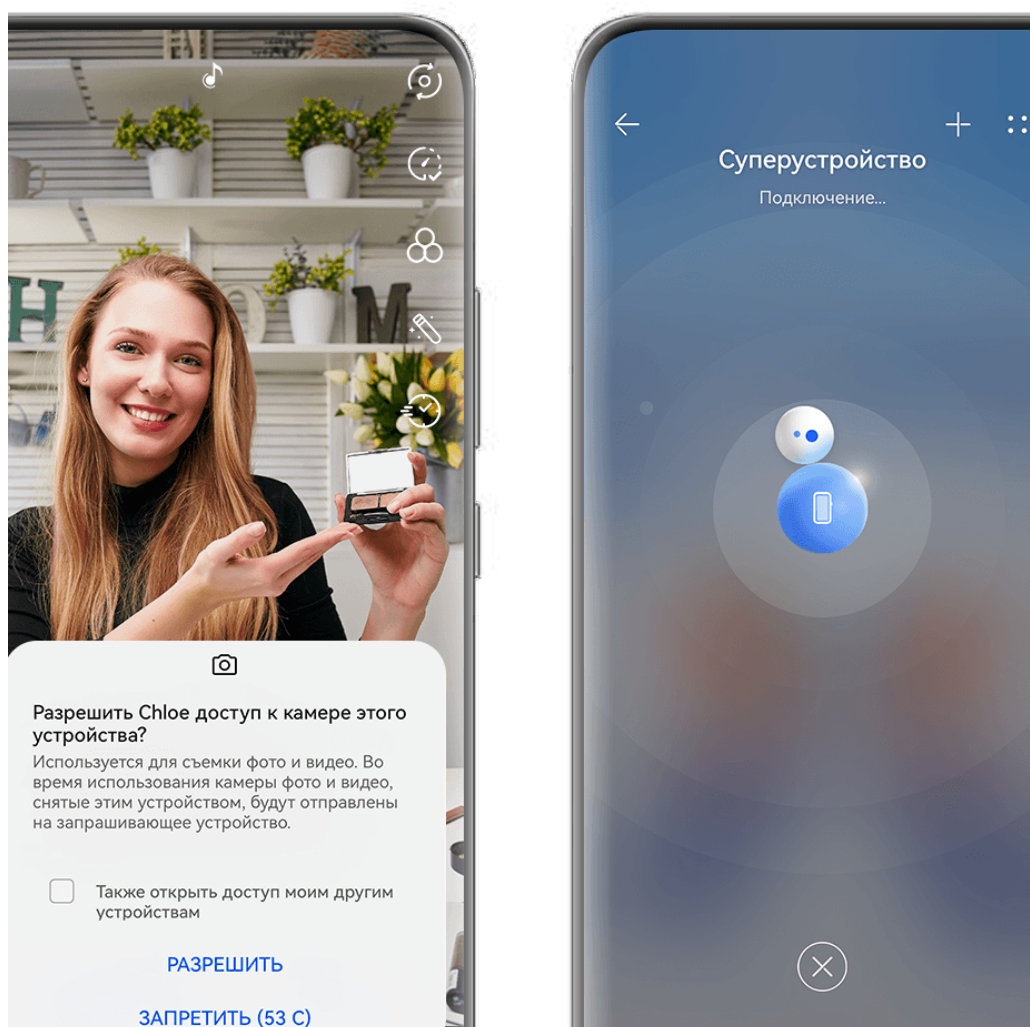 H O M
Разрешить Chloe доступ к камере этого
устройства?
Используется для съемки фото и видео. Во
время использования камеры фото и видео,
снятые этим устройством, будут отправлены
на запрашивающее устройство.
Также открыть доступ моим другим
устройствам
РАЗРЕШИТЬ
ЗАПРЕТИТЬ (53 С)
Суперустройство
Подключение...